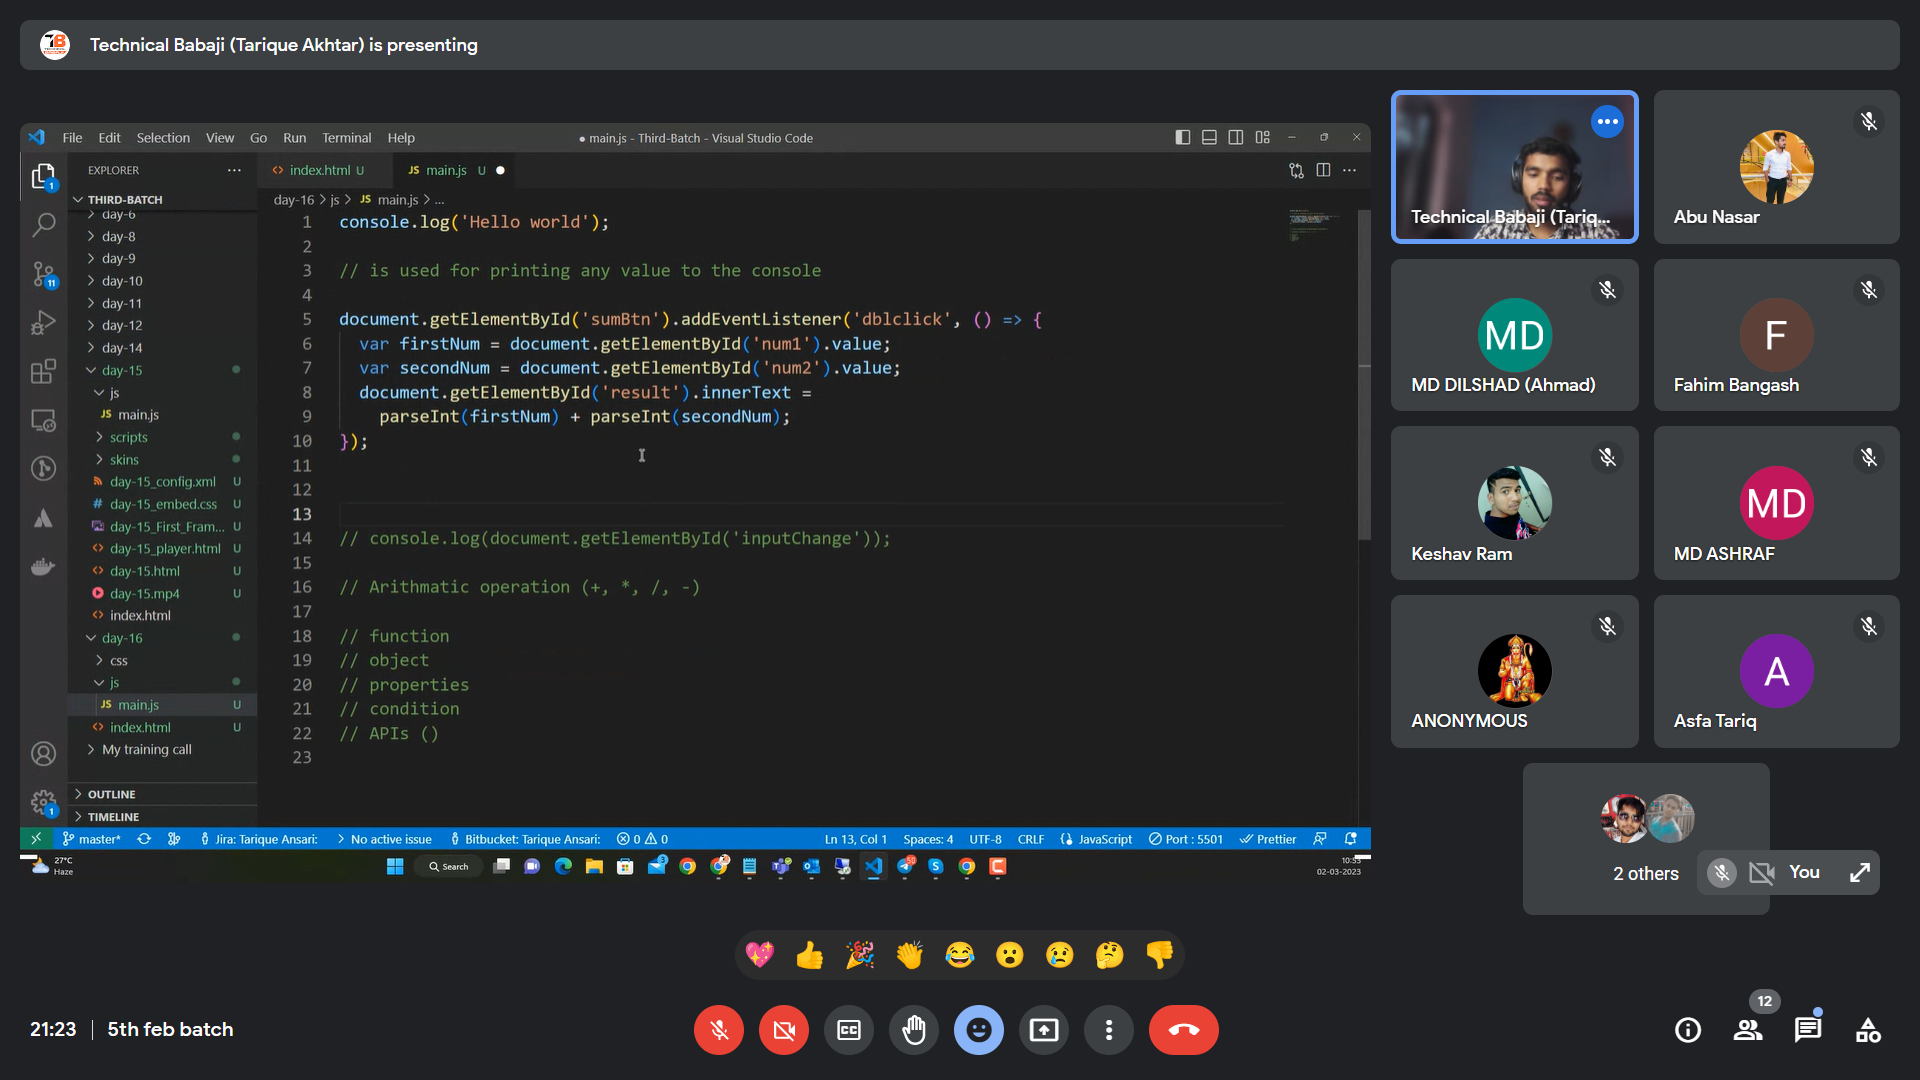 Technical Babaji (Tarique Akhtar) is presenting
File Edit Selection View Go Run Terminal Help
● main.js - Third-Batch - Visual Studio Code
EXPLORER
THIRD-BATCH
day-6
day-8
day-9
day-10
day-11
day-12
day-14
day-15
js
JS main.js
scripts
skins
day-15_config.xml U
# day-15_embed.css U
day-15_First_Fram... U
<> day-15_player.html U
<> day-15.html U
day-15.mp4 U
<> index.html
day-16
css
js
JS main.js U
<> index.html U
My training call
OUTLINE
TIMELINE
1
11
1
<> index.html U
JS main.js U ●
day-16 > js > JS main.js > ...
1 console.log('Hello world');
2
3 // is used for printing any value to the console
4
5 document.getElementById('sumBtn').addEventListener('dblclick', () => {
6 var firstNum = document.getElementById('num1').value;
7 var secondNum = document.getElementById('num2').value;
8 document.getElementById('result').innerText =
9 parseInt(firstNum) + parseInt(secondNum);
10 });
11
12
13
14 // console.log(document.getElementById('inputChange'));
15
16 // Arithmatic operation (+, *, /, -)
17
18 // function
19 // object
20 // properties
21 // condition
22 // APIs ()
23
master* Jira: Tarique Ansari: > No active issue Bitbucket: Tarique Ansari: 0 0 Ln 13, Col 1 Spaces: 4 UTF-8 CRLF {} JavaScript Port : 5501 Prettier
27°C
Haze
Search
02-03-2023
Technical Babaji (Tariq...
Abu Nasar
MD
MD DILSHAD (Ahmad)
F
Fahim Bangash
Keshav Ram
MD
MD ASHRAF
ANONYMOUS
A
Asfa Tariq
2 others
You
21:23 | 5th feb batch
CC
12